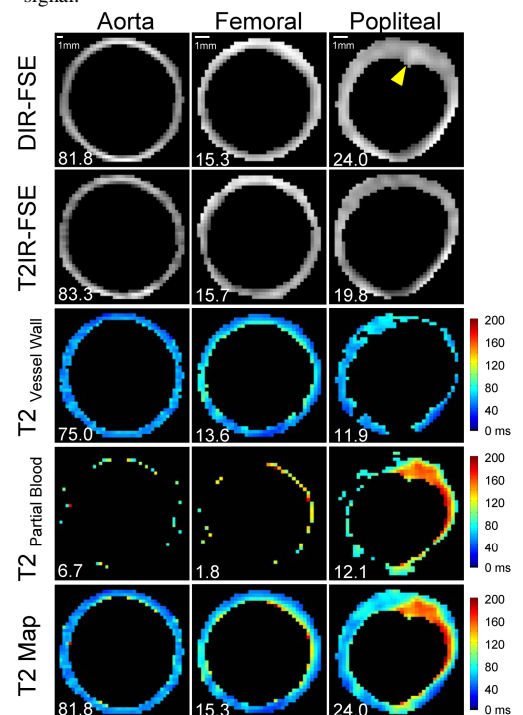 signal.
Aorta Femoral Popliteal
DIR-FSE
1mm 1mm 1mm
81.8 15.3 24.0
T2IR-FSE
83.3 15.7 19.8
T2 Vessel Wall
75.0 13.6 11.9
200
160
120
80
40
0 ms
T2 Partial Blood
6.7 1.8 12.1
200
160
120
80
40
0 ms
T2 Map
81.8 15.3 24.0
200
160
120
80
40
0 ms